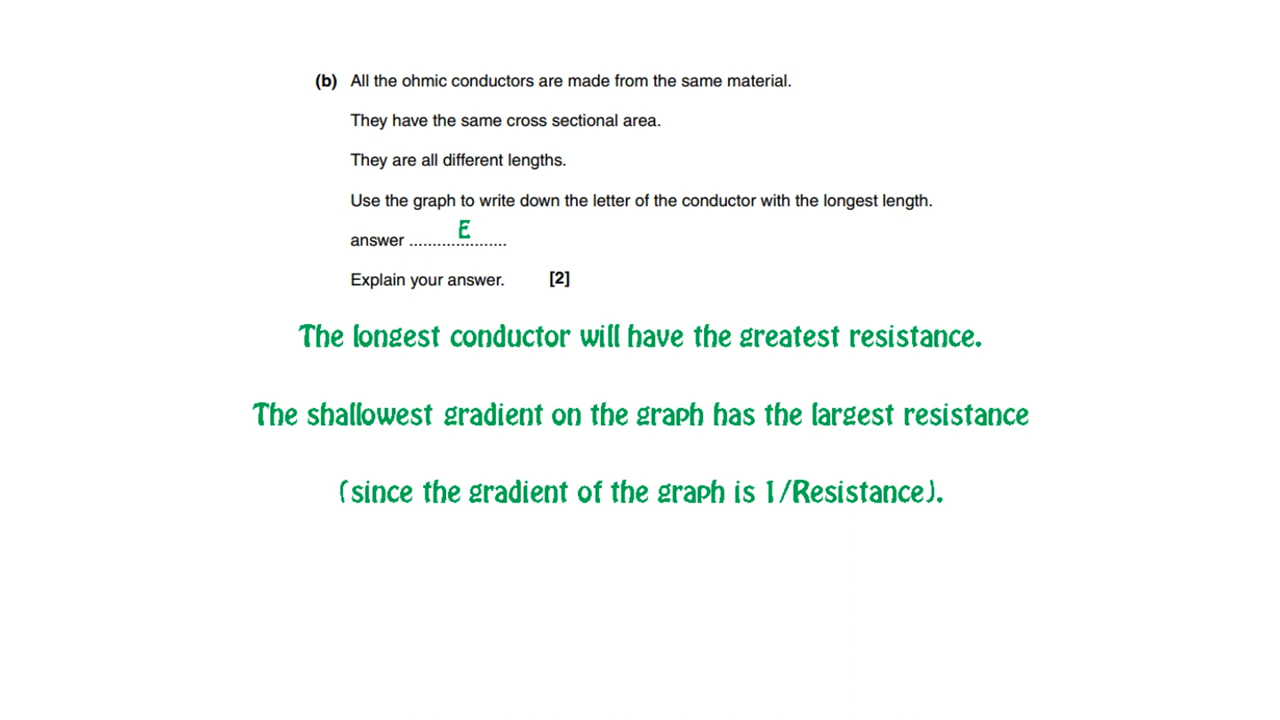 (b) All the ohmic conductors are made from the same material.
They have the same cross sectional area.
They are all different lengths.
Use the graph to write down the letter of the conductor with the longest length.
answer ..................... E
Explain your answer. [2]
The longest conductor will have the greatest resistance.
The shallowest gradient on the graph has the largest resistance
(since the gradient of the graph is 1/Resistance).